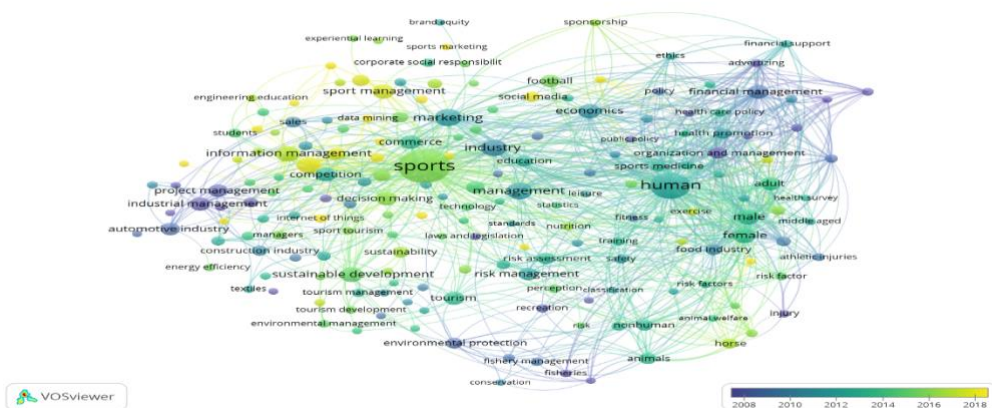 brand equity
sponsorship
experiential learning
sports marketing
financial support
corporate social responsibilit
ethics
advertizing
football
sport management
policy
financial management
engineering education
social media
economics
health care policy
sales
data mining
marketing
students
public policy
health promotion
commerce
industry
information management
education
organization and management
sports
sports medicine
competition
human
adult
project management
management
leisure
decision making
health survey
industrial management
technology
statistics
exercise
internet of things
standards
nutrition
fitness
male
middle aged
automotive industry
managers
sport tourism
laws and legislation
training
female
construction industry
sustainability
food industry
risk assessment
safety
athletic injuries
energy efficiency
sustainable development
risk management
risk factor
textiles
tourism management
perception
classification
risk factors
tourism
tourism development
recreation
injury
environmental management
risk
nonhuman
animal welfare
environmental protection
horse
fishery management
animals
fisheries
conservation
VOSviewer
2008 2010 2012 2014 2016 2018